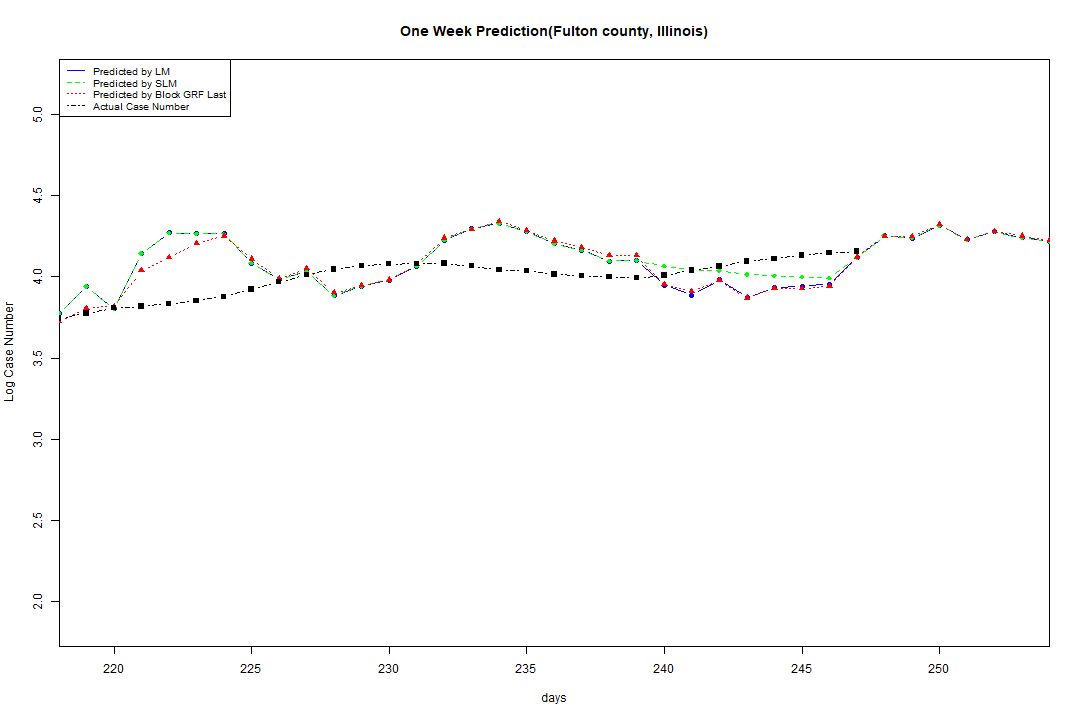 One Week Prediction(Fulton county, Illinois)
Predicted by LM
Predicted by SLM
Predicted by Block GRF Last
Actual Case Number
5.0
4.5
4.0
3.5
3.0
2.5
2.0
Log Case Number
220 225 230 235 240 245 250
days